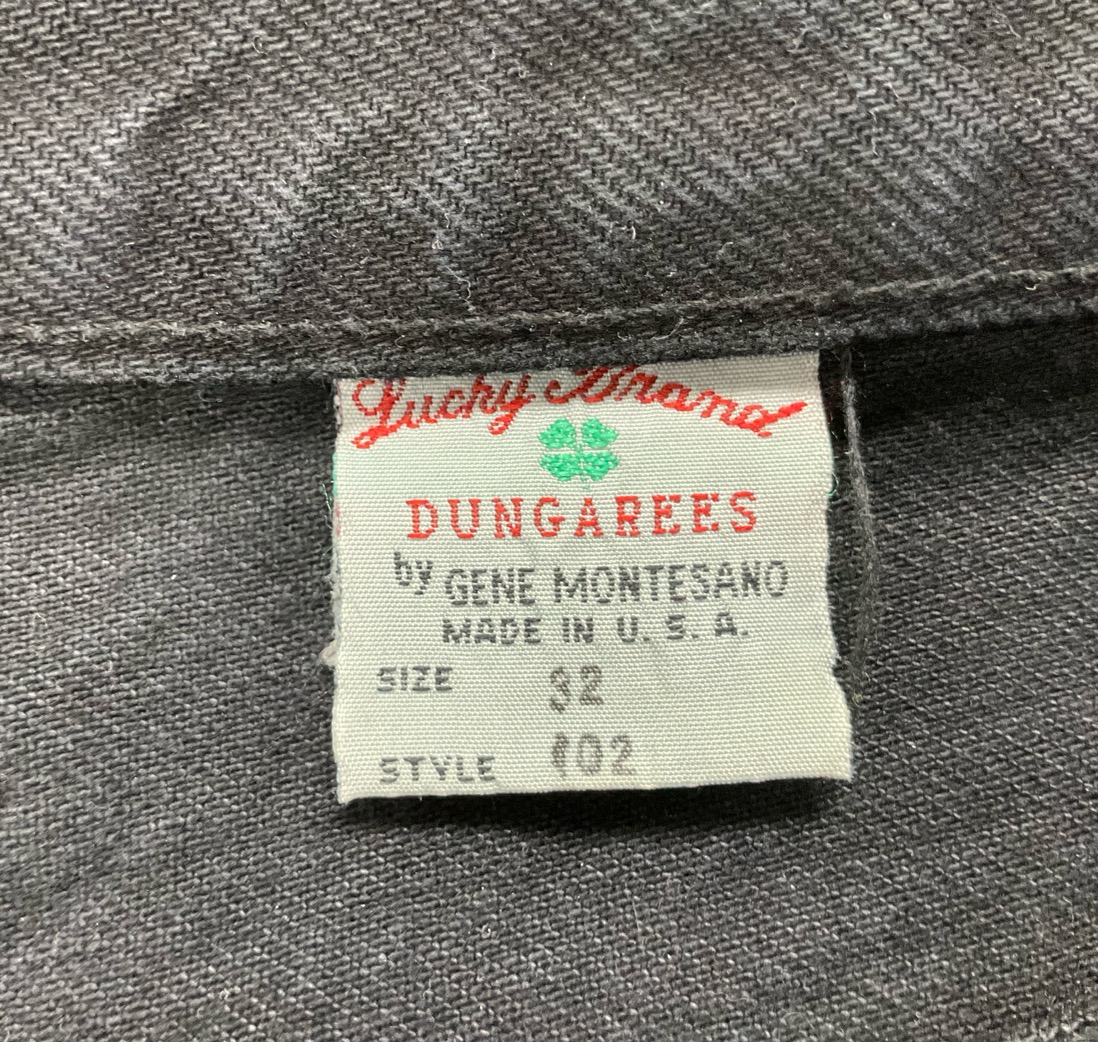 Lucky Brand
DUNGAREES
by GENE MONTESANO
MADE IN U. S. A.
SIZE 32
STYLE 102